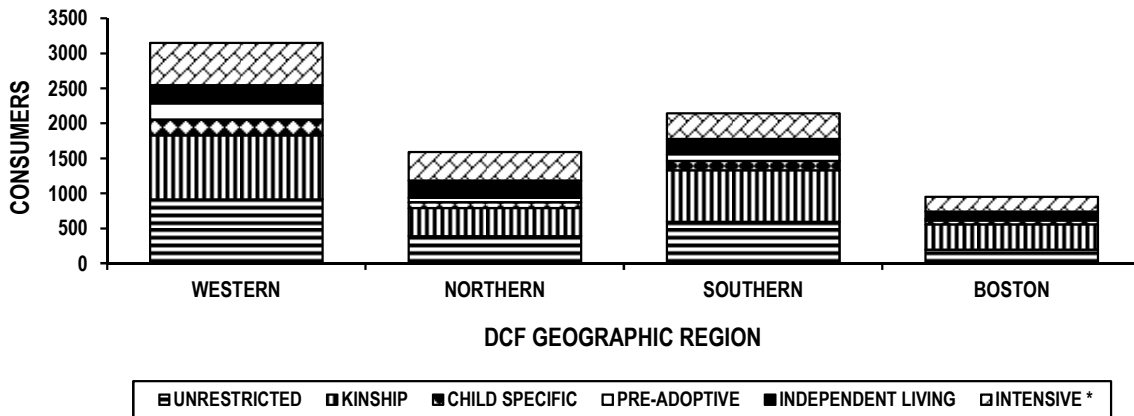 3500
3000
2500
2000
1500
1000
500
0
CONSUMERS
WESTERN NORTHERN SOUTHERN BOSTON
DCF GEOGRAPHIC REGION
UNRESTRICTED KINSHIP CHILD SPECIFIC PRE-ADOPTIVE INDEPENDENT LIVING INTENSIVE *